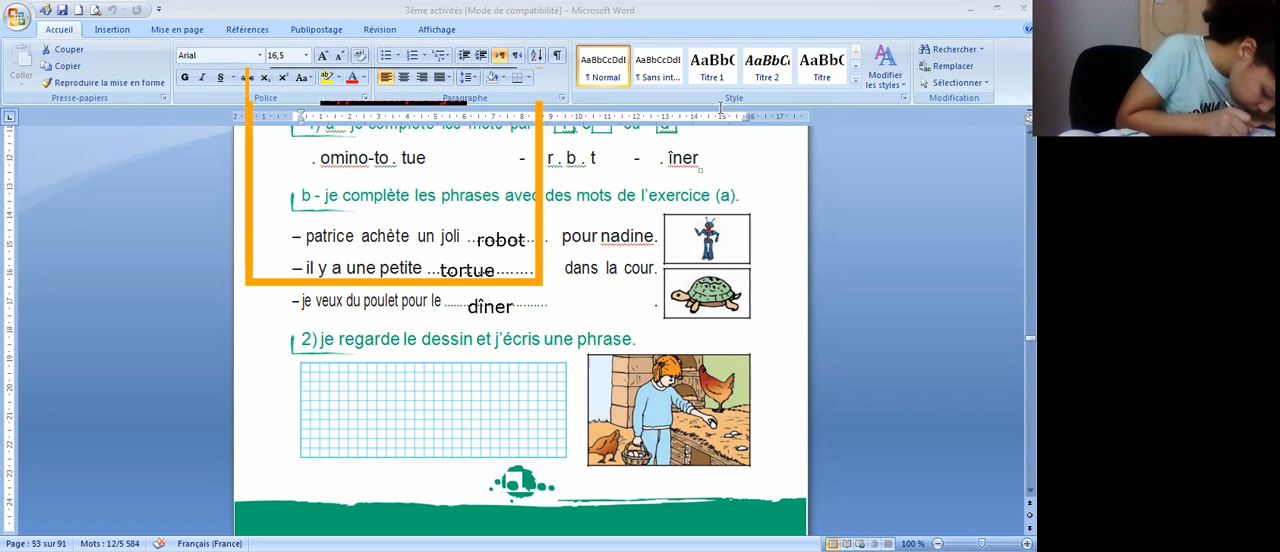 3ème activités [Mode de compatibilité] - Microsoft Word
Accueil Insertion Mise en page Références Publipostage Révision Affichage
Coller
Couper
Copier
Reproduire la mise en forme
Presse-papiers
Arial 16,5
Police
Paragraphe
AaBbCcDdE AaBbCcDdE AaBbC AaBbCc AaBbC
¶ Normal ¶ Sans int... Titre 1 Titre 2 Titre
Modifier les styles
Style
Rechercher
Remplacer
Sélectionner
Modification
. omino-to . tue - r . b . t - . îner
b - je complète les phrases avec des mots de l’exercice (a).
– patrice achète un joli ... robot ... pour nadine.
– il y a une petite ... tortue ........ dans la cour.
– je veux du poulet pour le ....... dîner ........... .
2) je regarde le dessin et j’écris une phrase.
Page : 53 sur 91 Mots : 12/5 584 Français (France) 100 %